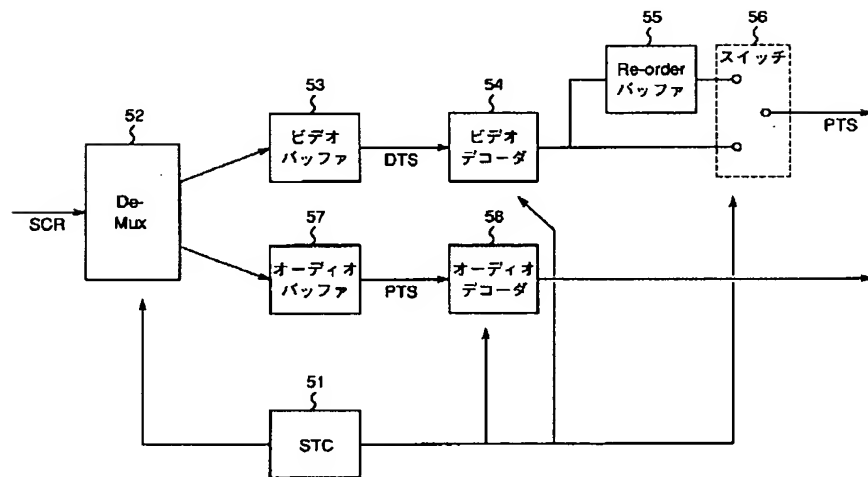 55
Re-order
バッファ
56
スイッチ
PTS
53
ビデオ
バッファ
DTS
54
ビデオ
デコーダ
52
De-
Mux
SCR
57
オーディオ
バッファ
PTS
58
オーディオ
デコーダ
51
STC